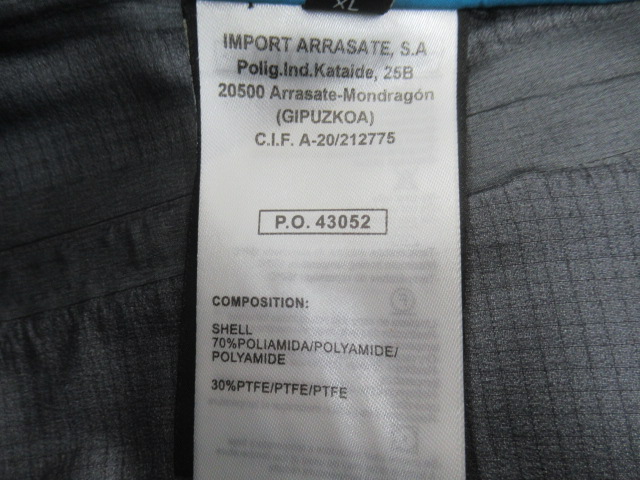 XL
IMPORT ARRASATE, S.A
Polig.Ind.Kataide, 25B
20500 Arrasate-Mondragón
(GIPUZKOA)
C.I.F. A-20/212775
P.O. 43052
COMPOSITION:
SHELL
70%POLIAMIDA/POLYAMIDE/
POLYAMIDE
30%PTFE/PTFE/PTFE